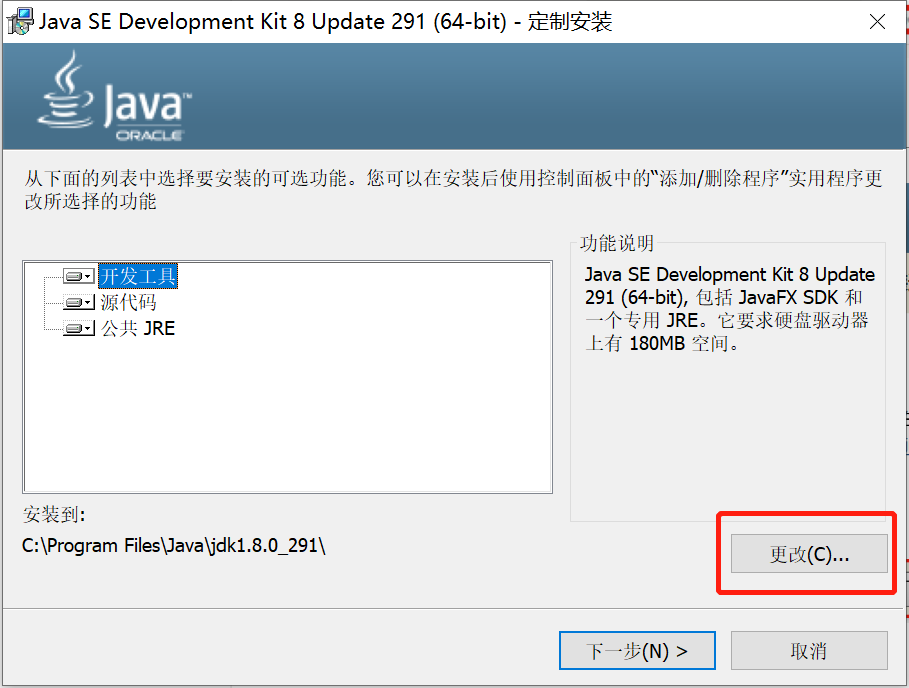 Java SE Development Kit 8 Update 291 (64-bit) - 定制安装
Java™
ORACLE
从下面的列表中选择要安装的可选功能。您可以在安装后使用控制面板中的“添加/删除程序”实用程序更
改所选择的功能
开发工具
源代码
公共 JRE
功能说明
Java SE Development Kit 8 Update
291 (64-bit), 包括 JavaFX SDK 和
一个专用 JRE。它要求硬盘驱动器
上有 180MB 空间。
安装到:
C:\Program Files\Java\jdk1.8.0_291\
更改(C)...
下一步(N) >
取消